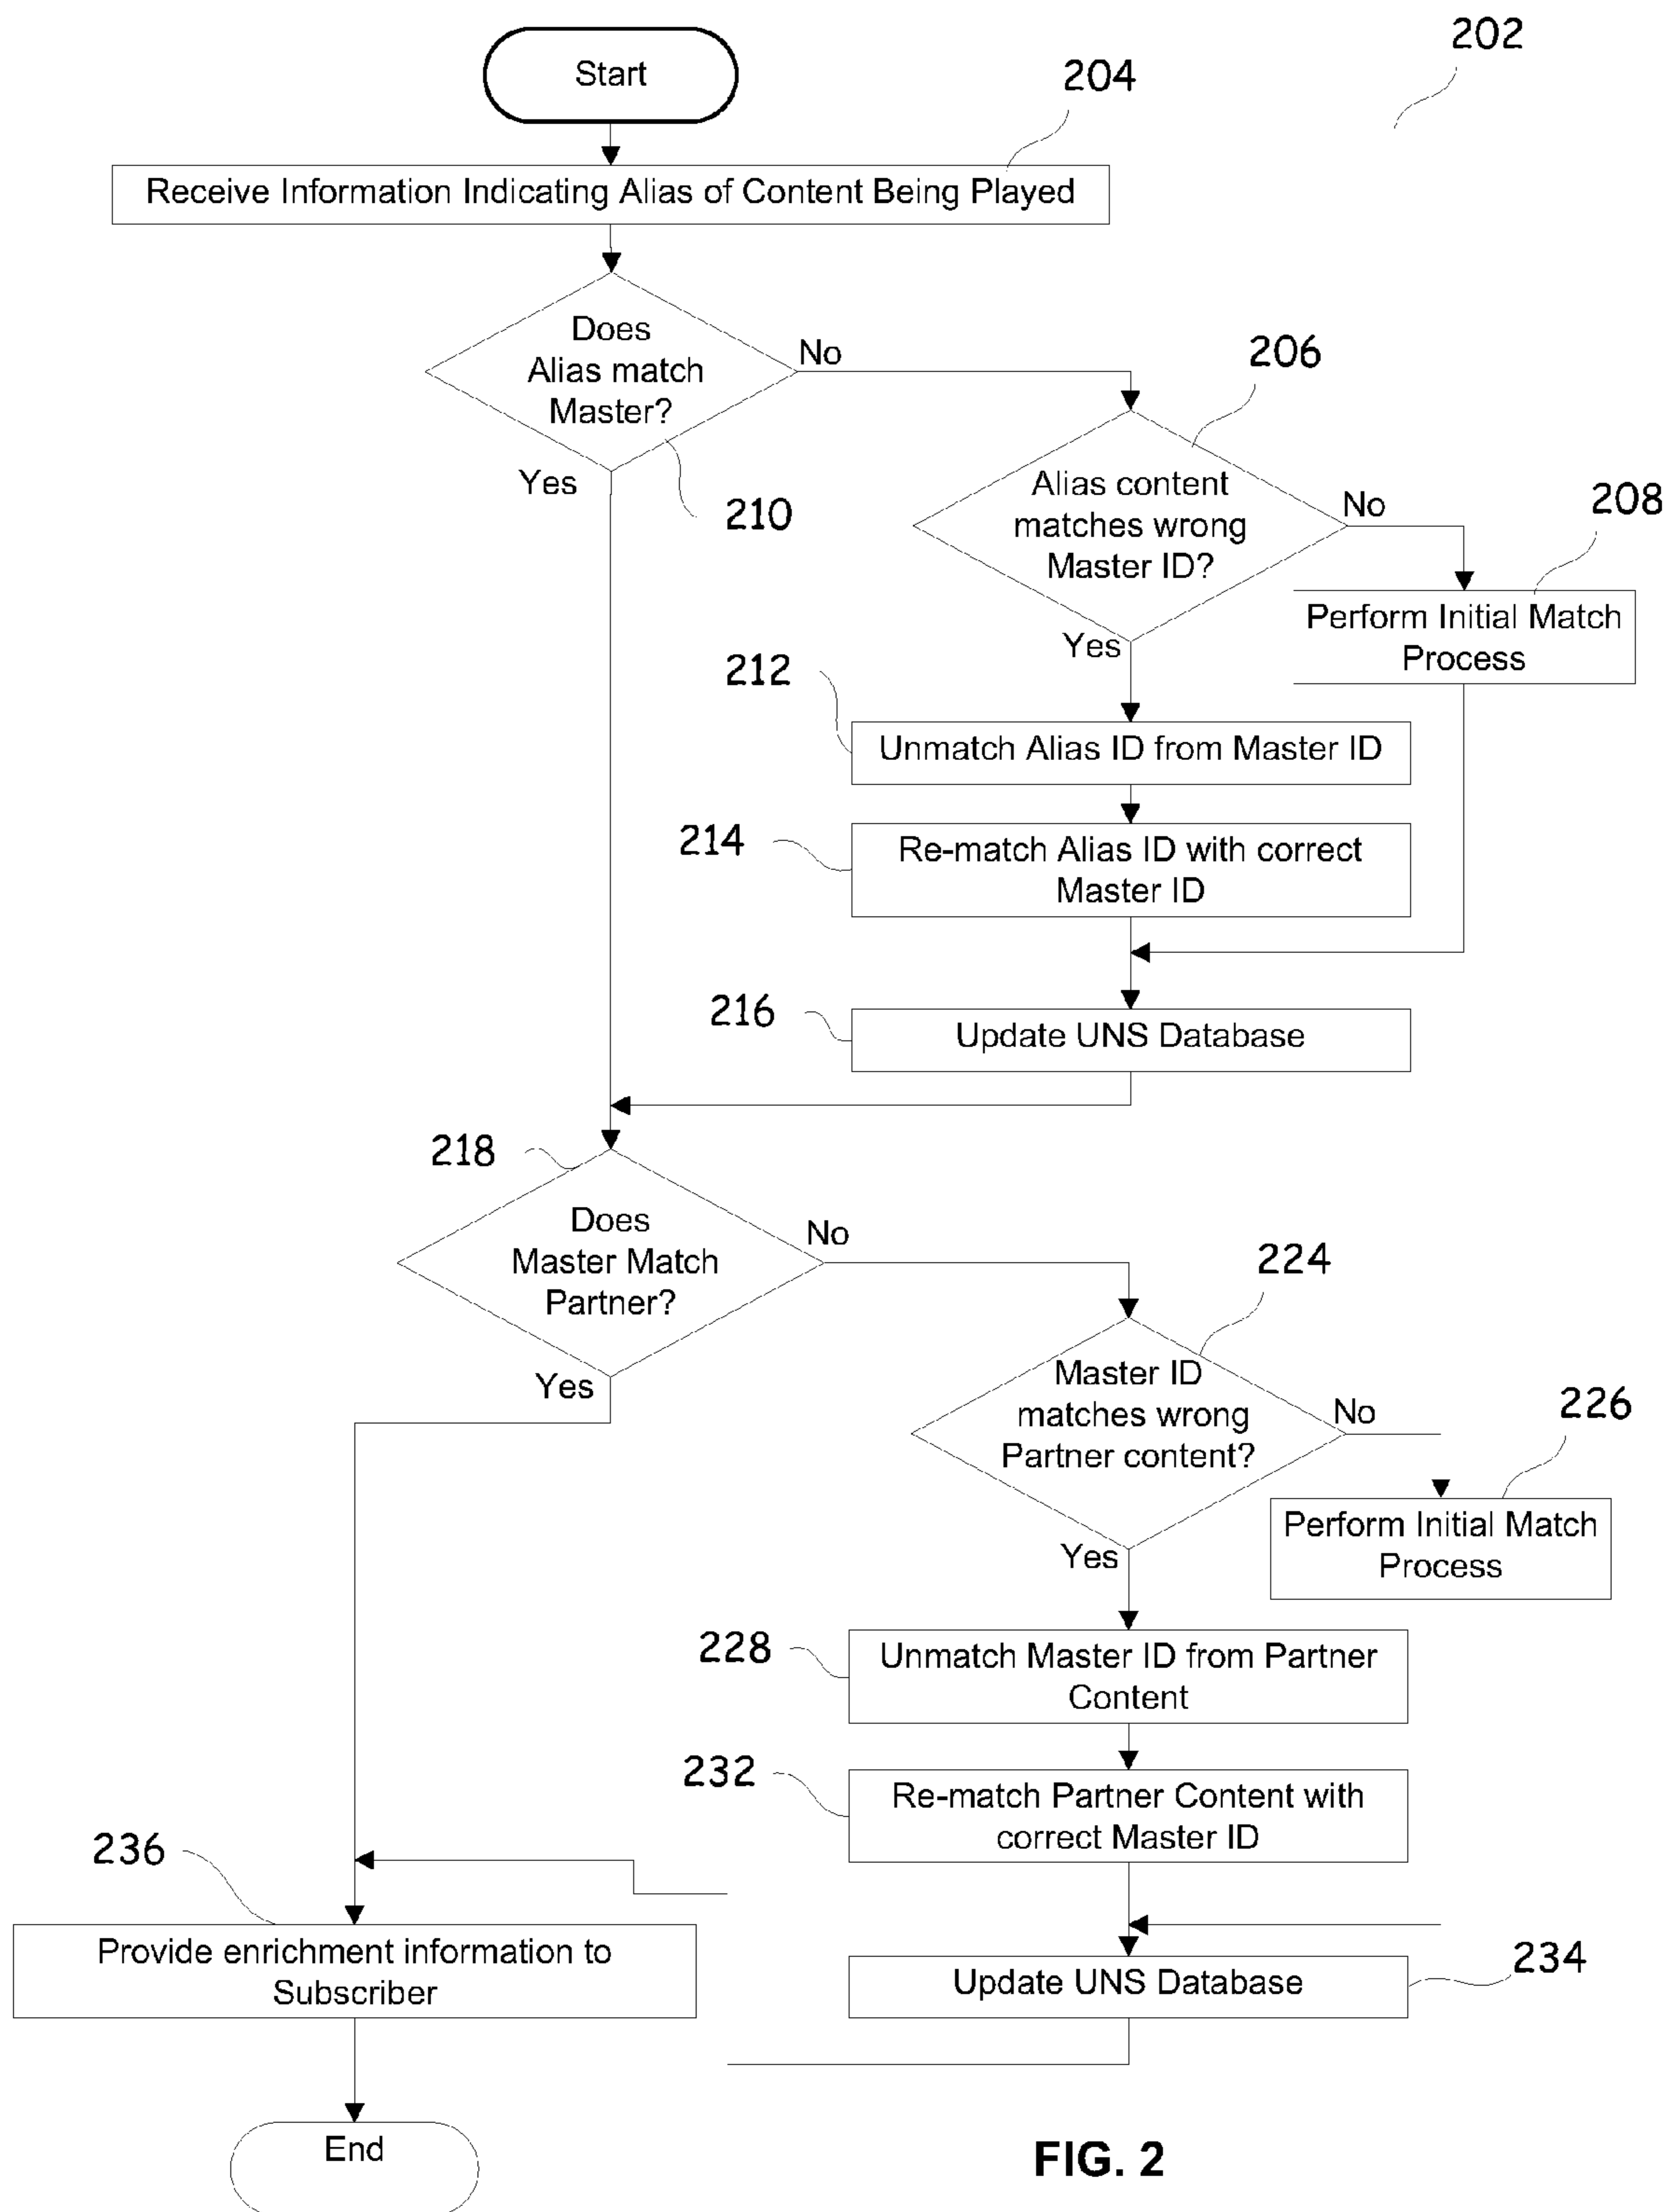 202
Start
204
Receive Information Indicating Alias of Content Being Played
Does
Alias match
Master?
No
Yes
210
206
Alias content
matches wrong
Master ID?
No
Yes
208
Perform Initial Match
Process
212
Unmatch Alias ID from Master ID
214
Re-match Alias ID with correct
Master ID
216
Update UNS Database
218
Does
Master Match
Partner?
No
Yes
224
Master ID
matches wrong
Partner content?
No
Yes
226
Perform Initial Match
Process
228
Unmatch Master ID from Partner
Content
232
Re-match Partner Content with
correct Master ID
236
Provide enrichment information to
Subscriber
Update UNS Database
234
End
FIG. 2